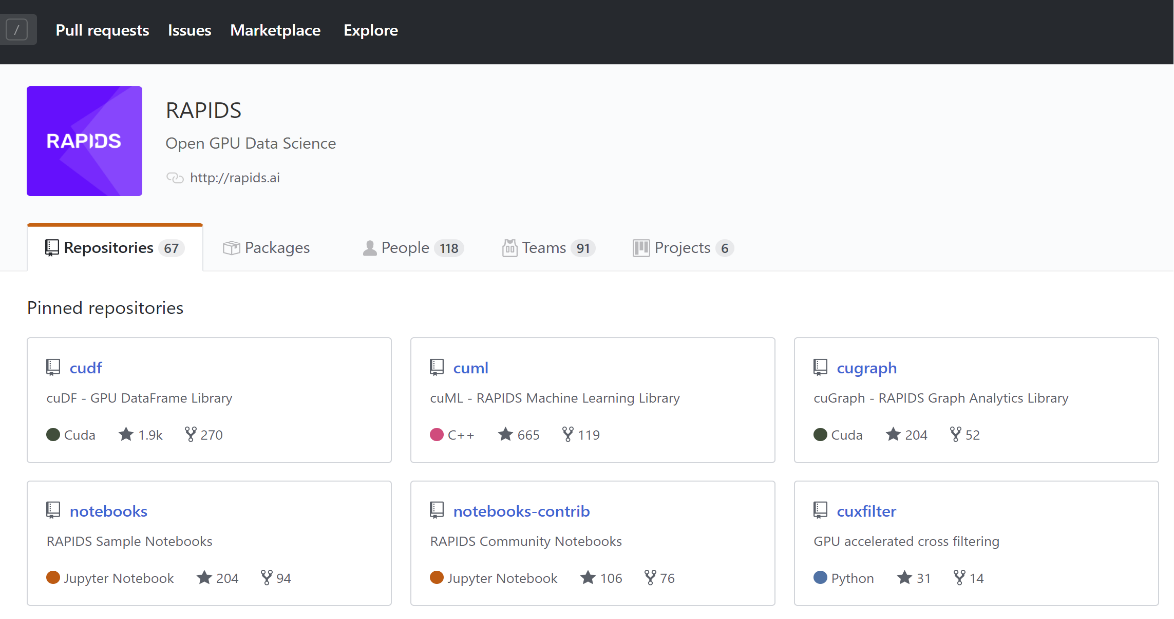 / Pull requests Issues Marketplace Explore
RAPIDS
RAPIDS
Open GPU Data Science
http://rapids.ai
Repositories 67 Packages People 118 Teams 91 Projects 6
Pinned repositories
cudf
cuDF - GPU DataFrame Library
Cuda 1.9k 270
cuml
cuML - RAPIDS Machine Learning Library
C++ 665 119
cugraph
cuGraph - RAPIDS Graph Analytics Library
Cuda 204 52
notebooks
RAPIDS Sample Notebooks
Jupyter Notebook 204 94
notebooks-contrib
RAPIDS Community Notebooks
Jupyter Notebook 106 76
cuxfilter
GPU accelerated cross filtering
Python 31 14